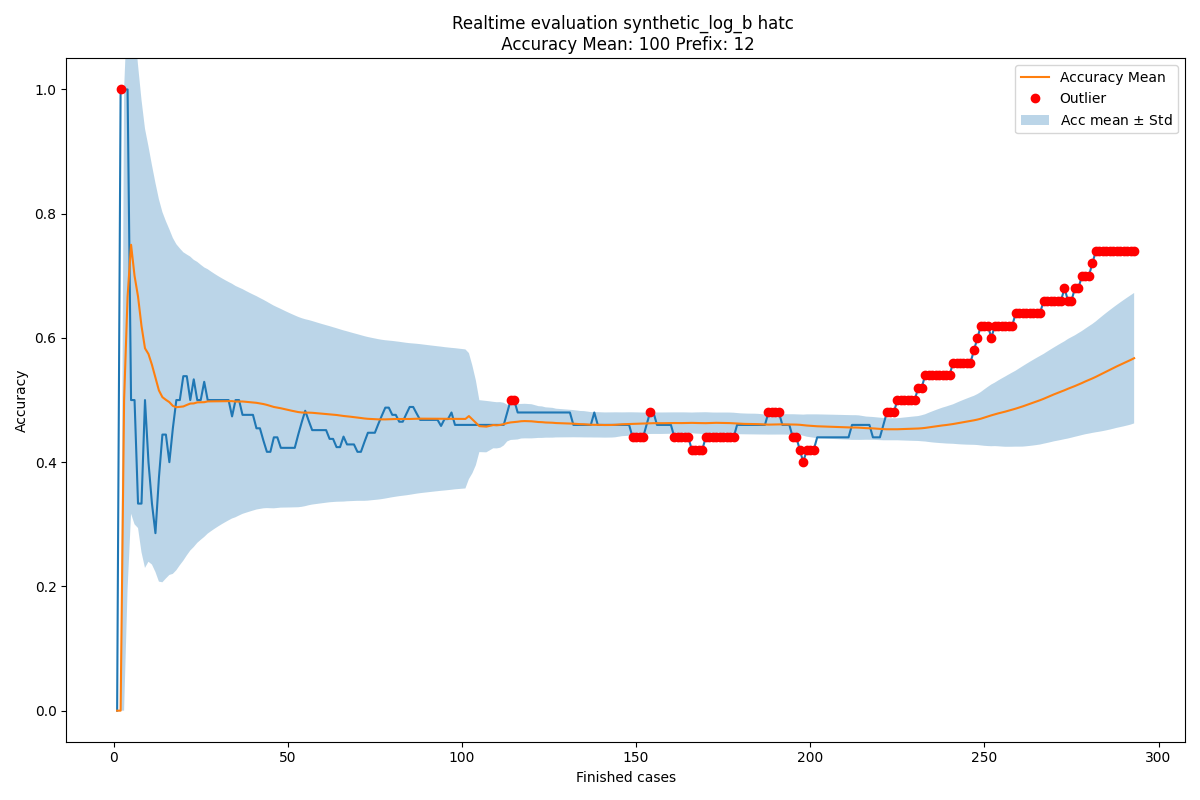 Realtime evaluation synthetic_log_b hatc
Accuracy Mean: 100 Prefix: 12
Accuracy Mean
Outlier
Acc mean ± Std
Accuracy
1.0
0.8
0.6
0.4
0.2
0.0
0
50
100
150
200
250
300
Finished cases